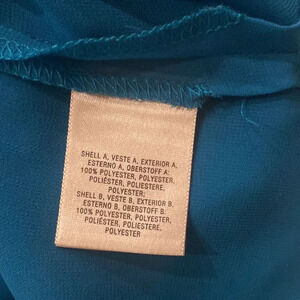 SHELL A, VESTE A, EXTERIOR A,
ESTERNO A, OBERSTOFF A:
100% POLYESTER, POLYESTER,
POLIÉSTER, POLIESTERE,
POLYESTER;
SHELL B, VESTE B, EXTERIOR B,
ESTERNO B, OBERSTOFF B:
100% POLYESTER, POLYESTER,
POLIÉSTER, POLIESTERE,
POLYESTER